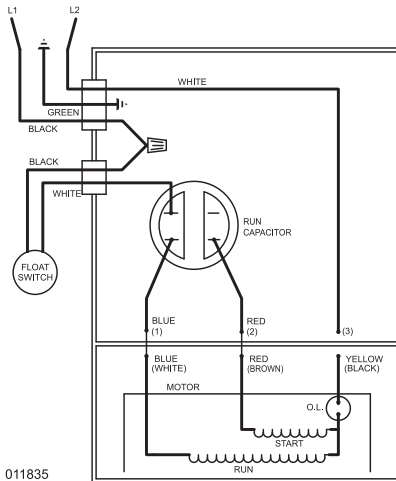 L1
L2
WHITE
GREEN
BLACK
BLACK
WHITE
FLOAT
SWITCH
RUN
CAPACITOR
BLUE
(1)
RED
(2)
(3)
BLUE
(WHITE)
RED
(BROWN)
YELLOW
(BLACK)
MOTOR
O.L.
START
RUN
011835